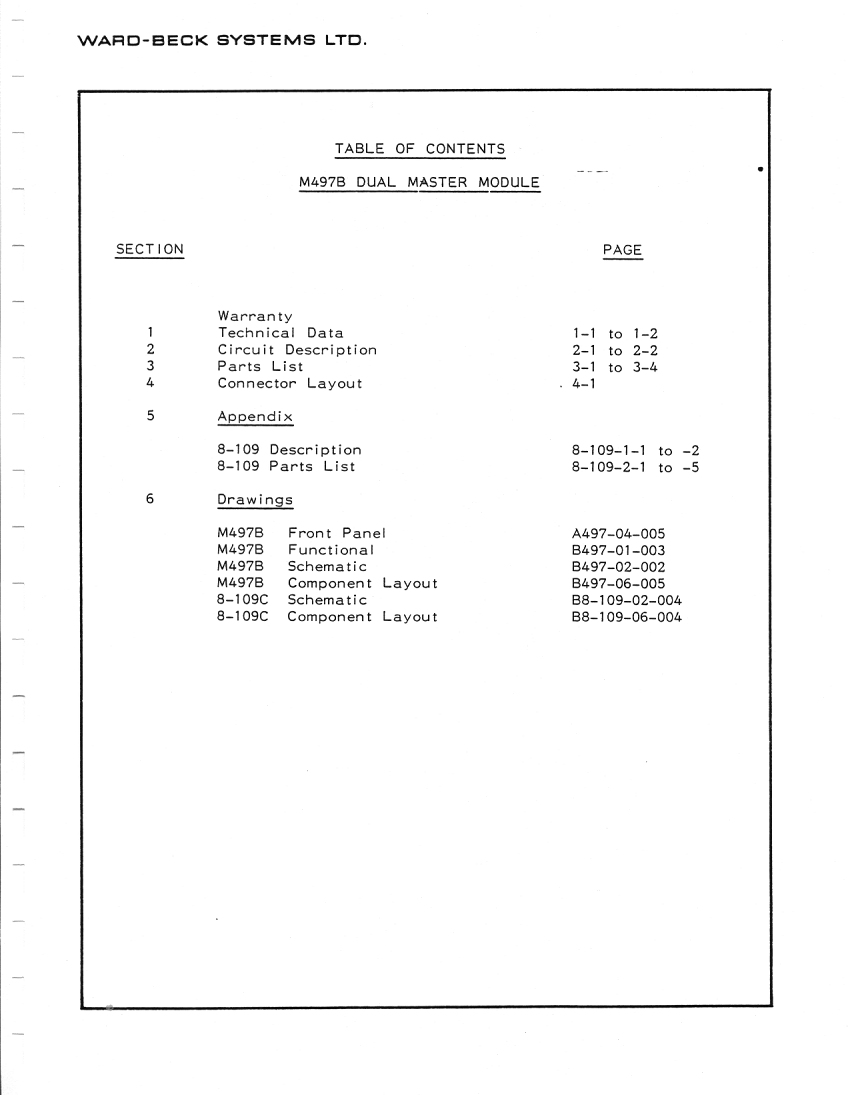 WARD-BECK SYSTEMS LTD.
TABLE OF CONTENTS
M497B DUAL MASTER MODULE
SECTION PAGE
Warranty
1 Technical Data 1-1 to 1-2
2 Circuit Description 2-1 to 2-2
3 Parts List 3-1 to 3-4
4 Connector Layout 4-1
5 Appendix
8-109 Description 8-109-1-1 to -2
8-109 Parts List 8-109-2-1 to -5
6 Drawings
M497B Front Panel A497-04-005
M497B Functional B497-01-003
M497B Schematic B497-02-002
M497B Component Layout B497-06-005
8-109C Schematic B8-109-02-004
8-109C Component Layout B8-109-06-004